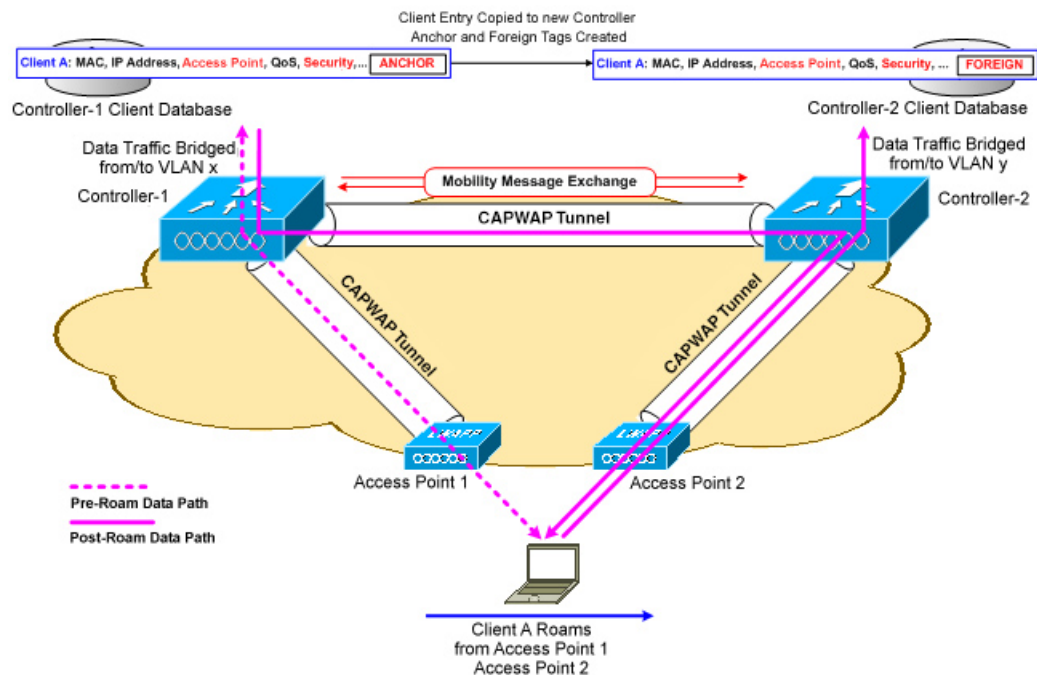 Client Entry Copied to new Controller
Anchor and Foreign Tags Created
Client A: MAC, IP Address, Access Point, QoS, Security,... ANCHOR
Client A: MAC, IP Address, Access Point, QoS, Security, ... FOREIGN
Controller-1 Client Database
Controller-2 Client Database
Data Traffic Bridged
from/to VLAN x
Data Traffic Bridged
from/to VLAN y
Controller-1
Mobility Message Exchange
Controller-2
CAPWAP Tunnel
CAPWAP Tunnel
CAPWAP Tunnel
LWAPP
LWAPP
Access Point 1
Access Point 2
Pre-Roam Data Path
Post-Roam Data Path
Client A Roams
from Access Point 1
Access Point 2